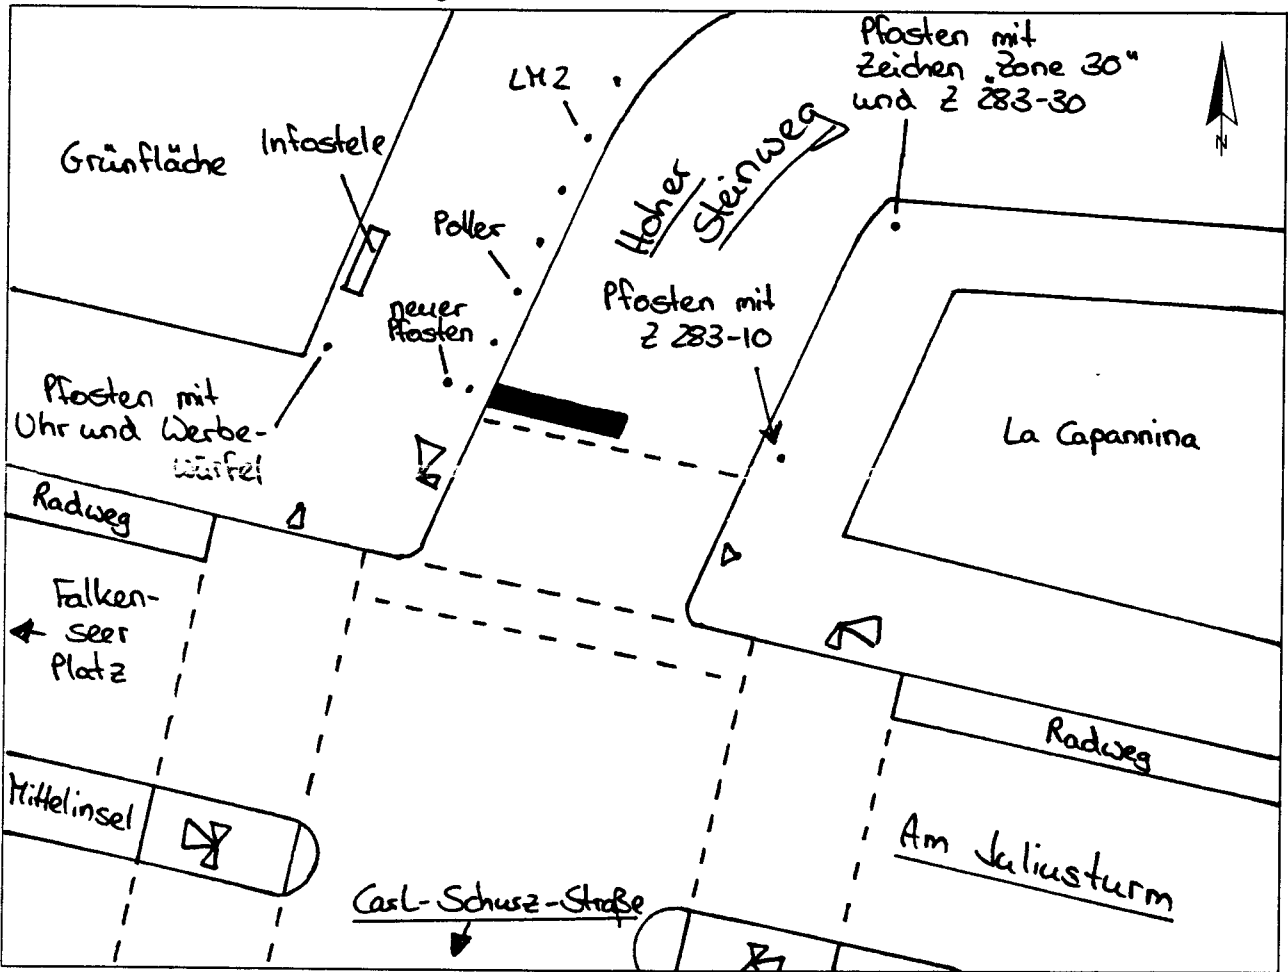 Pfosten mit
Zeichen „Zone 30"
und Z 283-30
LM2
N
Grünfläche
Infostele
Hoher
Steinweg
Poller
neuer
Pfosten
Pfosten mit
Z 283-10
Pfosten mit
Uhr und Werbe-
würfel
La Capannina
Radweg
Falken-
seer
Platz
Radweg
Mittelinsel
Am Juliusturm
Carl-Schurz-Straße